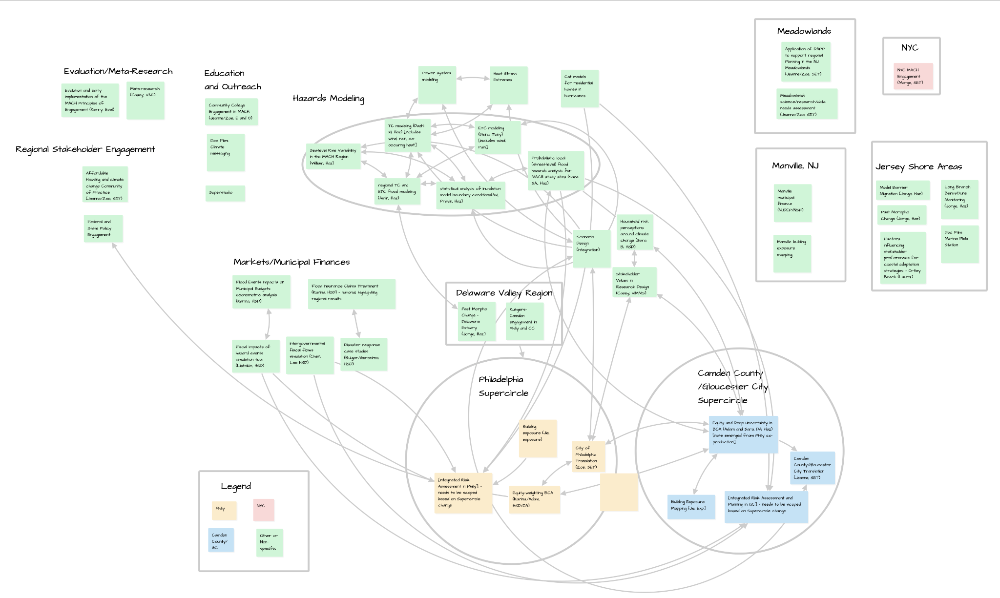 Evaluation/Meta-Research
Evolution and Early
Implementation of the
MACH Principles of
Engagement (Kerry, Eval)
Meta-research
(Casey, V&E)
Education
and Outreach
Community College
Engagement in MACH
(Jeanne/Zoe, E and O)
Doc Film:
Climate
messaging
Superstudio
Regional Stakeholder Engagement
Affordable
Housing and climate
change Community
of Practice
(Jeanne/Zoe, SET)
Federal and
State Policy
Engagement
Hazards Modeling
Power system
modeling
Heat Stress
Extremes
Cat models
for residential
homes in
hurricanes
TC modeling (Dazhi
Xi, Haz) [includes
wind, rain, co-
occurng heat]
ETC modeling
(Diana, Tony)
[includes wind,
rain]
Sea-level Rise Variability
in the MACH Region
(William, Haz)
Probabilistic local
(street-level) flood
hazards analysis for
MACH study sites (Sara
SA,, Haz)
regional TC and
ETC flood modeling
(Amir, Haz)
statistical analysis of inundation
model boundary conditions(Avi,
Pravin, Haz)
Scenario
Design
(Integration)
Household risk
perceptions
around climate
change (Sara
B, HSD)
Stakeholder
Values in
Research Design
(Casey, VIMMS)
Markets/Municipal Finances
Flood Events impacts on
Municipal Budgets
econometric analysis
(Karina, HSD)
Flood Insurance Claims Treatment
(Karina, HSD) - national, highlighting
regional results
Fiscal impacts of
hazard events
simulation tool
(Listokin, HSD)
Intergovernmental
fiscal flows
simulation (Chen,
Lee HSD)
Disaster response
case studies
(Bulger/Geronimo,
HSD)
Delaware Valley Region
Past Morpho
Change -
Delaware
Estuary
(Jorge, Haz)
Rutgers-
Camden
engagement in
Philly and CC
Philadelphia
Supercircle
Building
exposure (Jie,
exposure)
City of
Philadelphia
Translation
(Zoe, SET)
[Integrated Risk
Assessment in Philly] -
needs to be scoped
based on Supercircle
charge
Equity-weighting BCA
(Karina/Adam,
HSD/DA)
Camden County
/Gloucester City
Supercircle
Equity and Deep Uncertainty in
BCA (Adam and Sara, DA, Haz)
[note emerged from Philly co-
production]
Camden
County/Gloucester
City Translation
(Jeanne, SET)
Building Exposure
Mapping (Jie, Exp.)
[Integrated Risk Assessment and
Planning in GC] - needs to be scoped
based on Supercircle charge
Meadowlands
Application of DAPP
to support regional
Planning in the NJ
Meadowlands
(Jeanne/Zoe, SET)
Meadowlands
science/research/data
needs assessment
(Jeanne/Zoe, SET)
NYC
NYC MACH
Engagement
(Marge, SET)
Manville, NJ
Manville
municipal
finance
(NJDEP/NSF)
Manville building
exposure
mapping
Jersey Shore Areas
Model Barrier
Migration (Jorge, Haz)
Long Branch
Berm/Dune
Monitoring
(Jorge, Haz)
Past Moropho
Change (Jorge, Haz)
Factors
influencing
stakeholder
preferences for
coastal adaptation
strategies - Ortley
Beach (Laura,)
Doc Film:
Marine Field
Station
Legend
Philly
NYC
Camden
County/
GC
Other or
Non-
specific